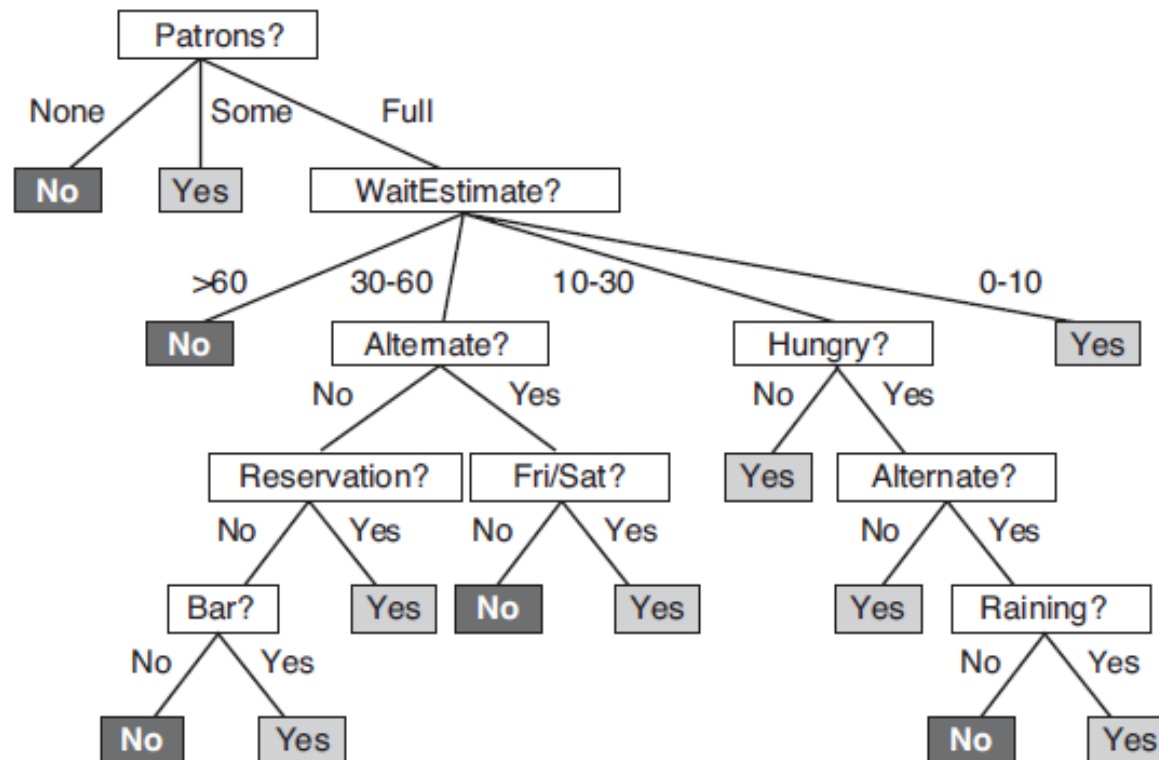 Patrons?
None Some Full
No Yes WaitEstimate?
>60 30-60 10-30 0-10
No Alternate? Hungry? Yes
No Yes No Yes
Reservation? Fri/Sat? Yes Alternate?
No Yes No Yes No Yes
Bar? Yes No Yes Yes Raining?
No Yes No Yes
No Yes No Yes